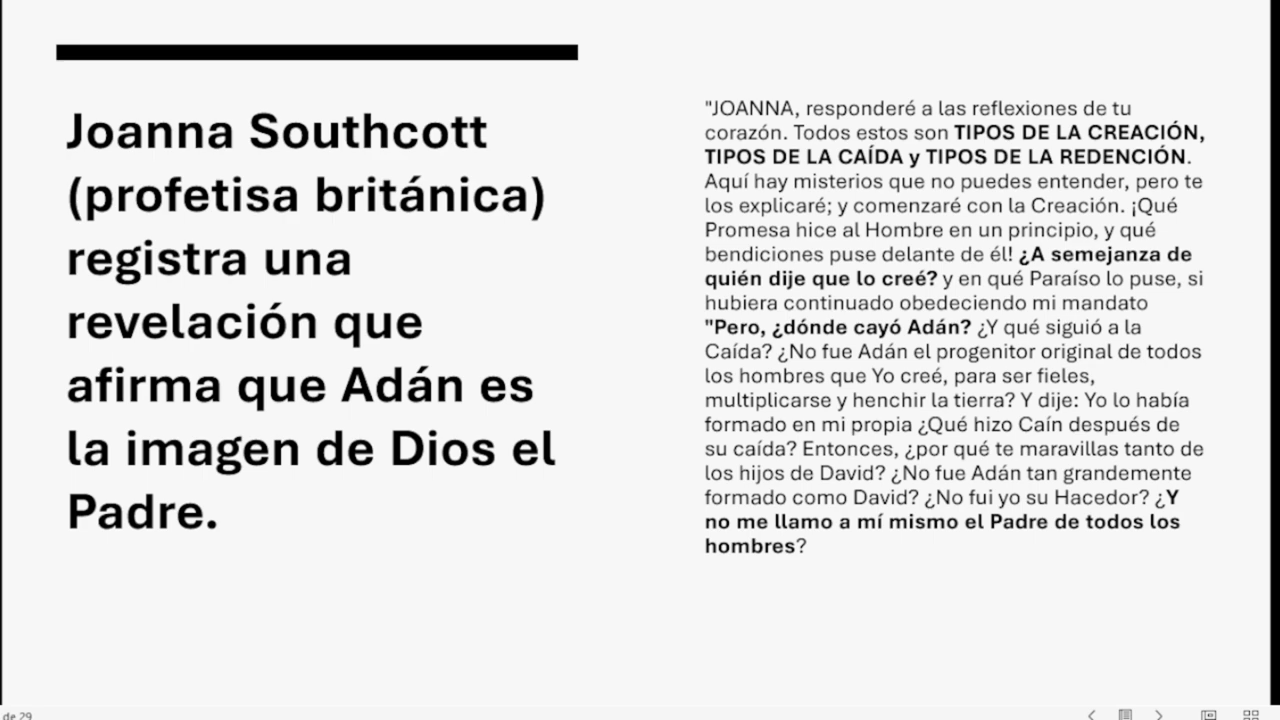 Joanna Southcott
(profetisa británica)
registra una
revelación que
afirma que Adán es
la imagen de Dios el
Padre.
"JOANNA, responderé a las reflexiones de tu
corazón. Todos estos son TIPOS DE LA CREACIÓN,
TIPOS DE LA CAÍDA y TIPOS DE LA REDENCIÓN.
Aquí hay misterios que no puedes entender, pero te
los explicaré; y comenzaré con la Creación. ¡Qué
Promesa hice al Hombre en un principio, y qué
bendiciones puse delante de él! ¿A semejanza de
quién dije que lo creé? y en qué Paraíso lo puse, si
hubiera continuado obedeciendo mi mandato
"Pero, ¿dónde cayó Adán? ¿Y qué siguió a la
Caída? ¿No fue Adán el progenitor original de todos
los hombres que Yo creé, para ser fieles,
multiplicarse y henchir la tierra? Y dije: Yo lo había
formado en mi propia ¿Qué hizo Caín después de
su caída? Entonces, ¿por qué te maravillas tanto de
los hijos de David? ¿No fue Adán tan grandemente
formado como David? ¿No fui yo su Hacedor? ¿Y
no me llamo a mí mismo el Padre de todos los
hombres?
de 29